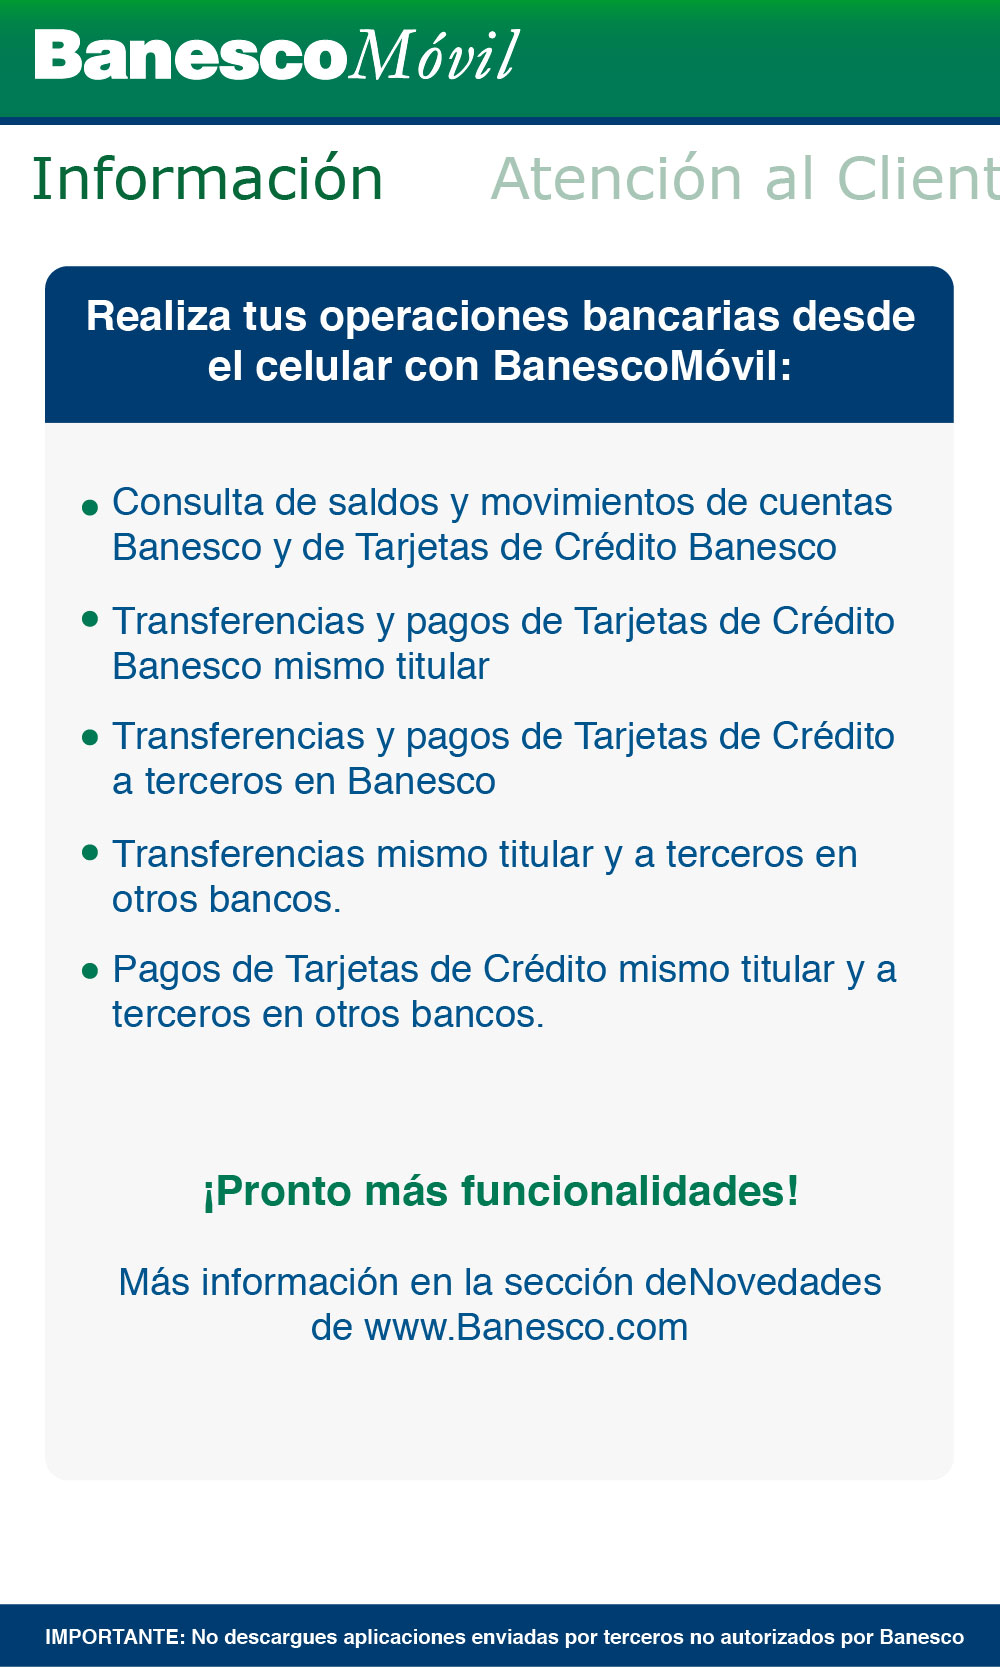 BanescoMóvil
Información Atención al Client
Realiza tus operaciones bancarias desde
el celular con BanescoMóvil:
● Consulta de saldos y movimientos de cuentas
Banesco y de Tarjetas de Crédito Banesco
● Transferencias y pagos de Tarjetas de Crédito
Banesco mismo titular
● Transferencias y pagos de Tarjetas de Crédito
a terceros en Banesco
● Transferencias mismo titular y a terceros en
otros bancos.
● Pagos de Tarjetas de Crédito mismo titular y a
terceros en otros bancos.
¡Pronto más funcionalidades!
Más información en la sección deNovedades
de www.Banesco.com
IMPORTANTE: No descargues aplicaciones enviadas por terceros no autorizados por Banesco